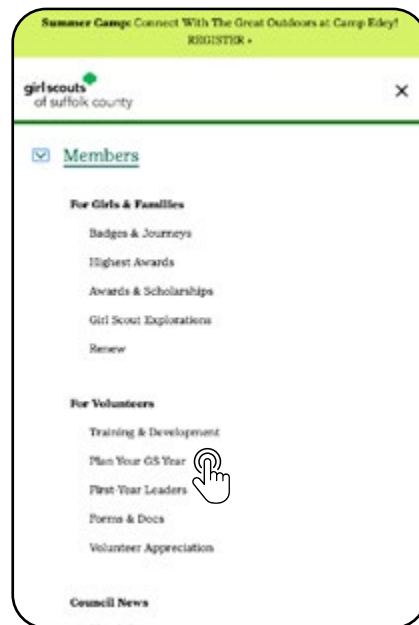 Summer Camp: Connect With The Great Outdoors at Camp Edey!
REGISTER »
girl scouts
of suffolk county
Members
For Girls & Families
Badges & Journeys
Highest Awards
Awards & Scholarships
Girl Scout Explorations
Renew
For Volunteers
Training & Development
Plan Your GS Year
First-Year Leaders
Forms & Docs
Volunteer Appreciation
Council News